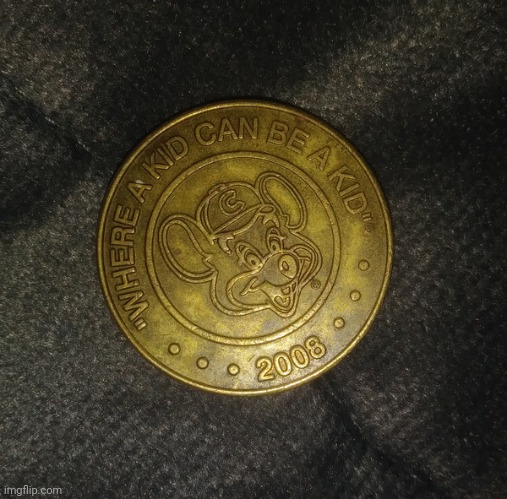 "WHERE A KID CAN BE A KID"
2008
C
®
imgflip.com